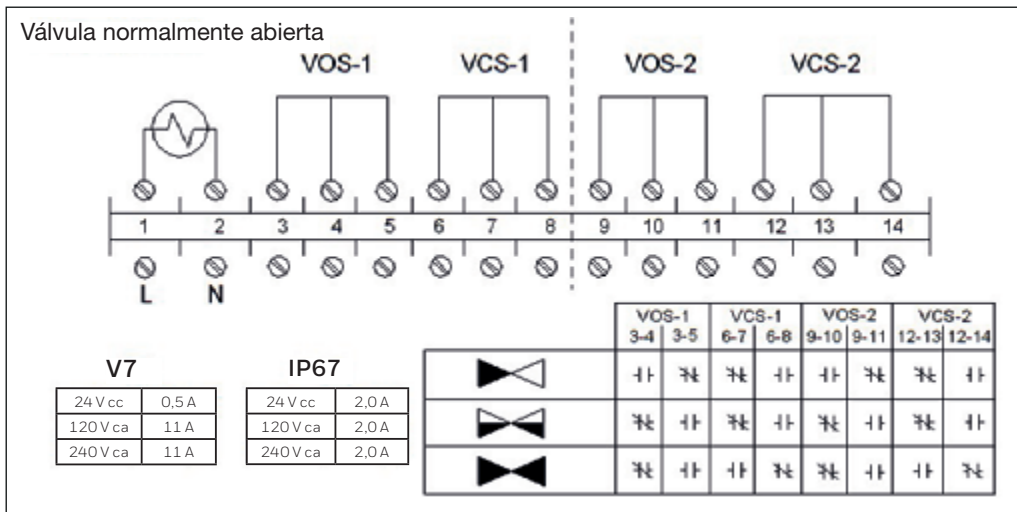 Válvula normalmente abierta
VOS-1 VCS-1 VOS-2 VCS-2
1 2 3 4 5 6 7 8 9 10 11 12 13 14
L N
V7
24 V cc 0,5 A
120 V ca 11 A
240 V ca 11 A
IP67
24 V cc 2,0 A
120 V ca 2,0 A
240 V ca 2,0 A
VOS-1 VCS-1 VOS-2 VCS-2
3-4 3-5 6-7 6-8 9-10 9-11 12-13 12-14